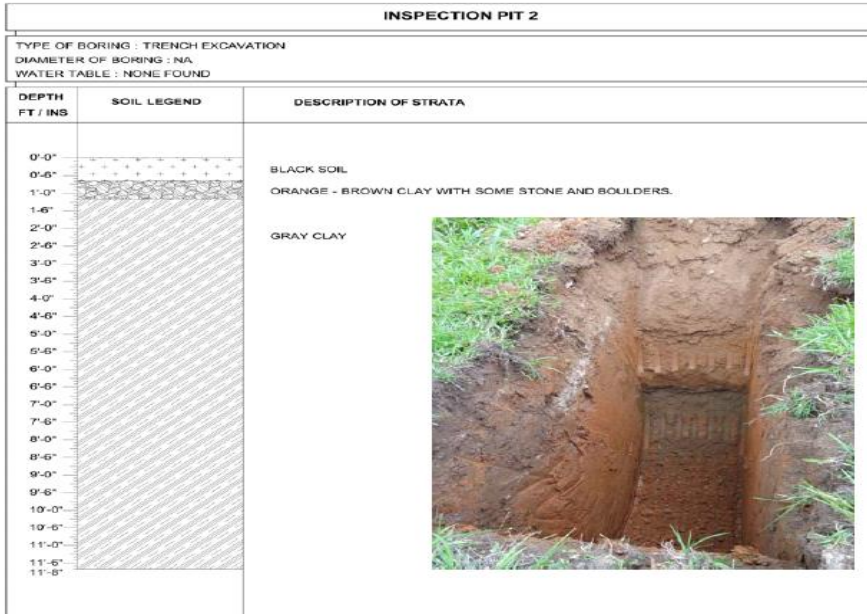 INSPECTION PIT 2
TYPE OF BORING : TRENCH EXCAVATION
DIAMETER OF BORING : NA
WATER TABLE : NONE FOUND
DEPTH
FT / INS
SOIL LEGEND
DESCRIPTION OF STRATA
0'-0"
0'-6"
1'-0"
1-6"
2'-0"
2'-6"
3'-0"
3'-6"
4-0"
4'-6"
5'-0"
5'-6"
6'-0"
6'-6"
7'-0"
7'-6"
8'-0"
8'-6"
9'-0"
9'-6"
10'-0"
10'-6"
11'-0"
11'-6"
11'-8"
BLACK SOIL
ORANGE - BROWN CLAY WITH SOME STONE AND BOULDERS.
GRAY CLAY